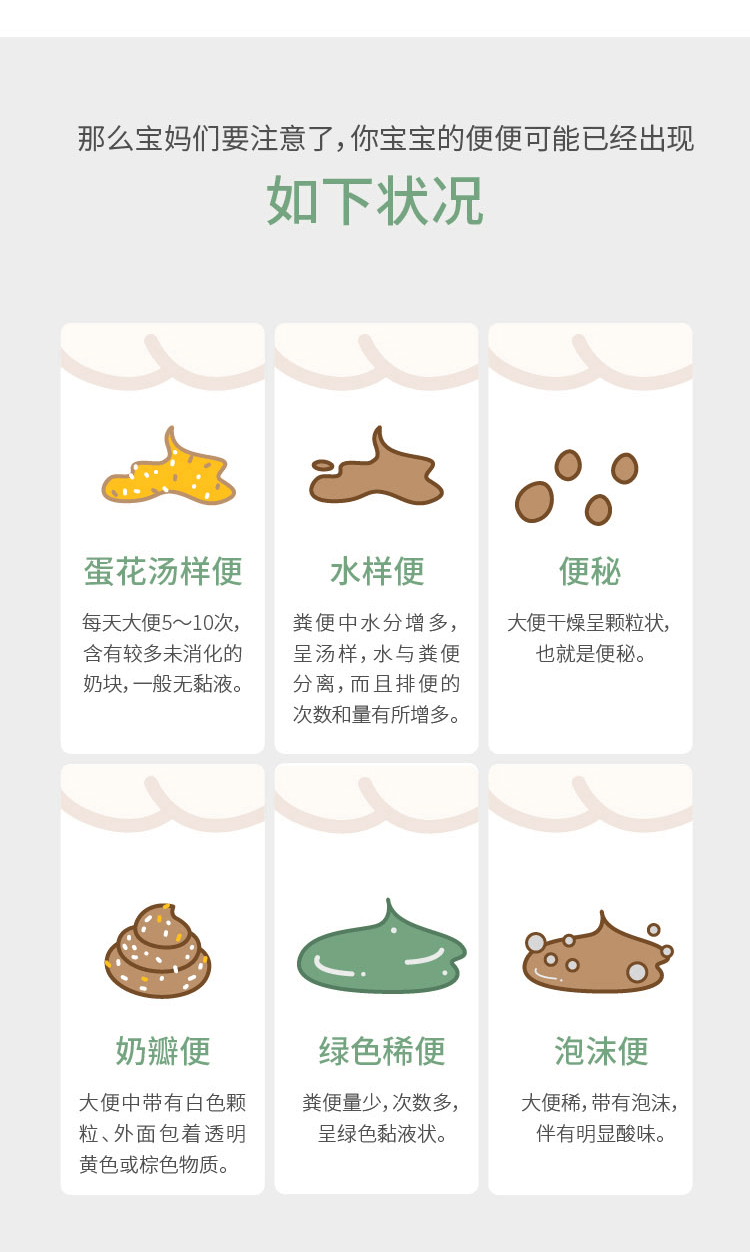 那么宝妈们要注意了,你宝宝的便便可能已经出现
如下状况
蛋花汤样便
每天大便5～10次,
含有较多未消化的
奶块,一般无黏液。
水样便
粪便中水分增多,
呈汤样,水与粪便
分离,而且排便的
次数和量有所增多。
便秘
大便干燥呈颗粒状,
也就是便秘。
奶瓣便
大便中带有白色颗
粒、外面包着透明
黄色或棕色物质。
绿色稀便
粪便量少,次数多,
呈绿色黏液状。
泡沫便
大便稀,带有泡沫,
伴有明显酸味。